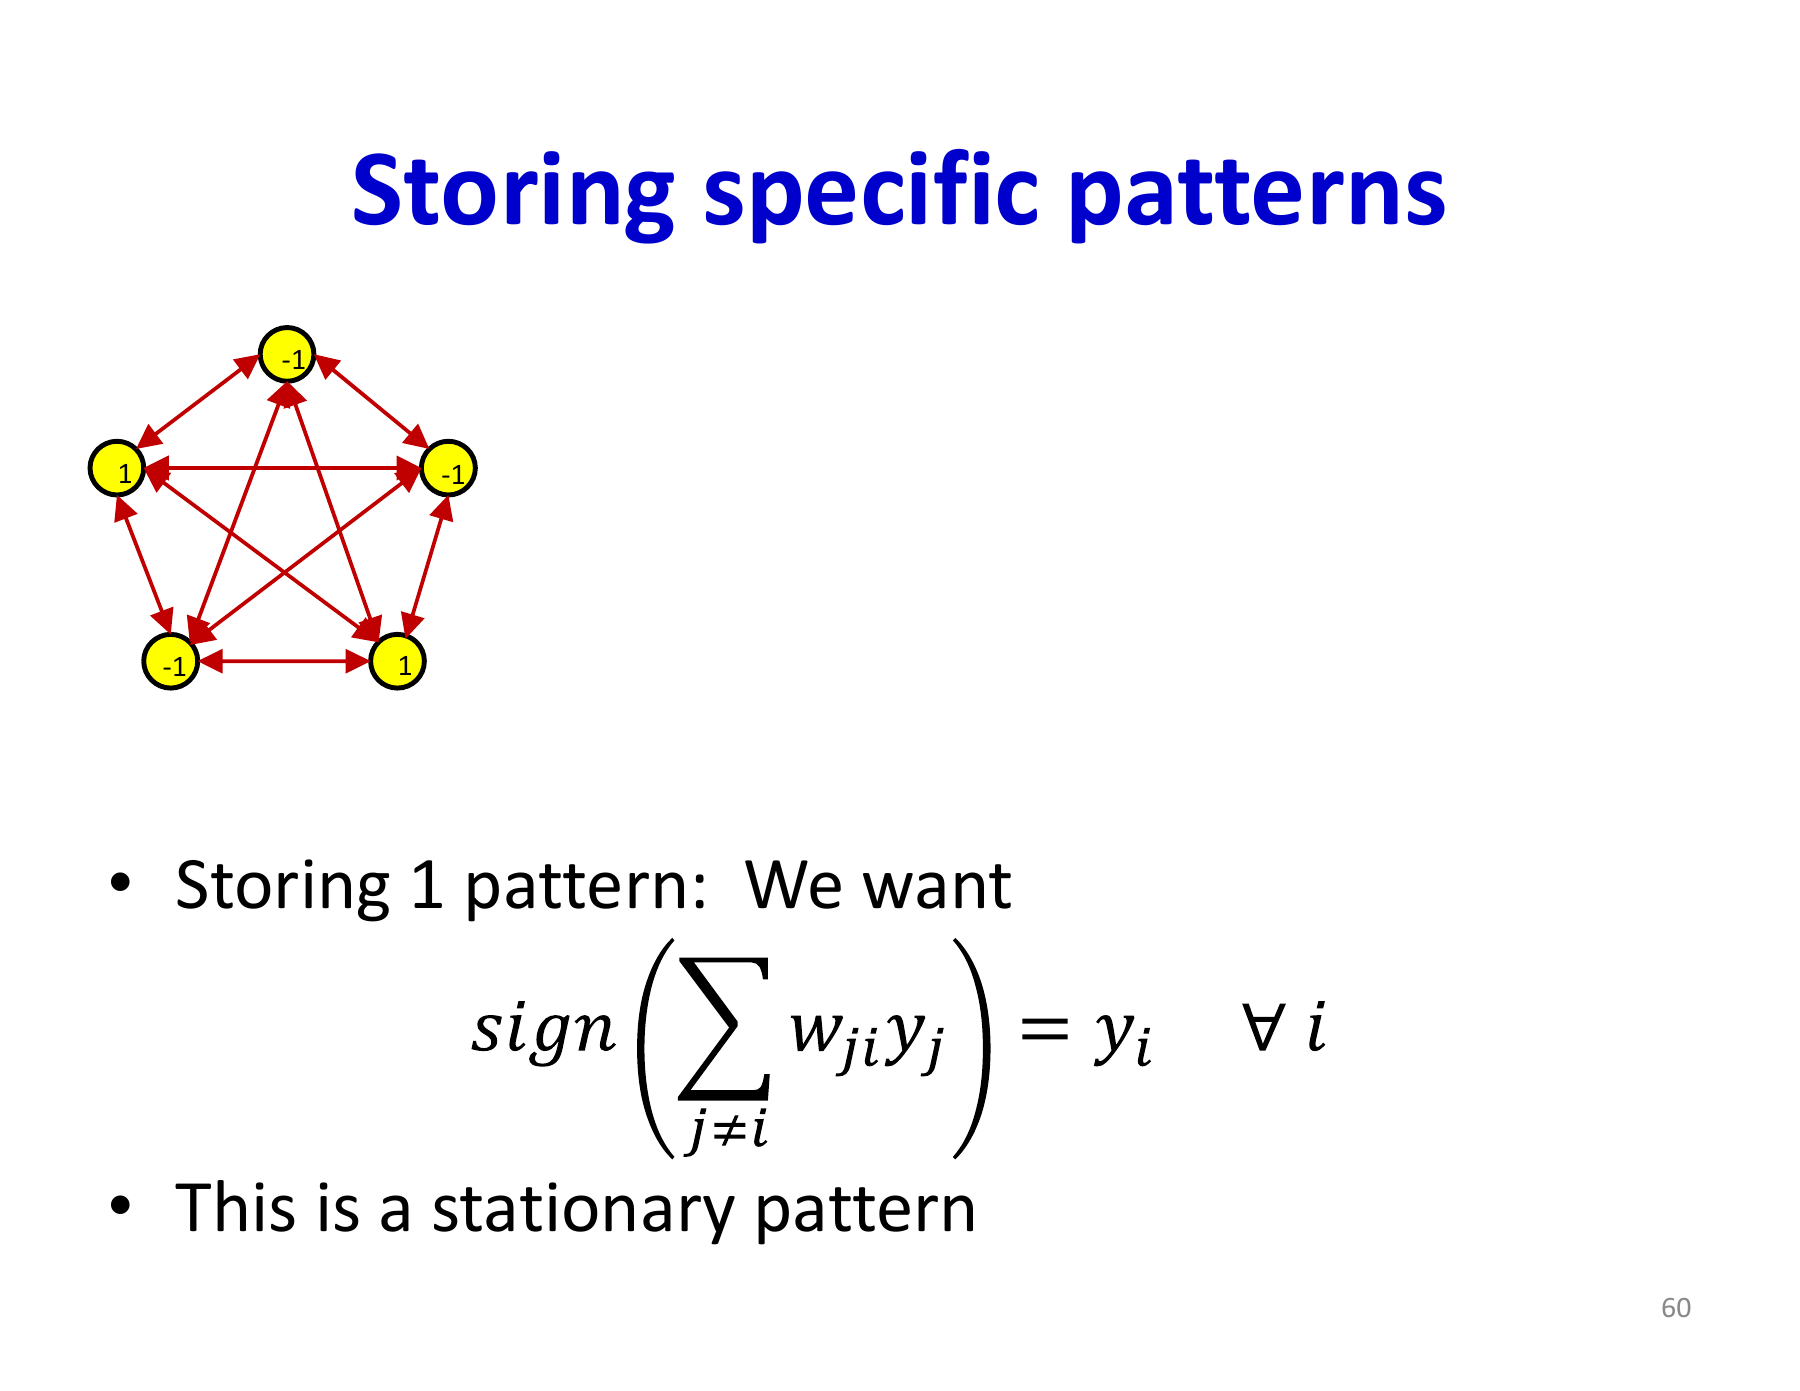 Storing specific patterns
-1
1
-1
-1
1
• Storing 1 pattern: We want
sign(∑_{j≠i} w_{ji}y_j) = y_i ∀ i
• This is a stationary pattern
60